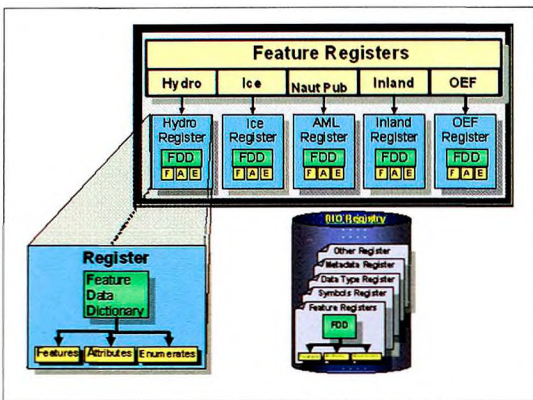 Feature Registers
Hydro Ice Naut Pub Inland OEF
Hydro Register
Ice Register
AML Register
Inland Register
OEF Register
FDD FDD FDD FDD FDD
F A E F A E F A E F A E F A E
Register
Feature
Data
Dictionary
Features Attributes Enumerates
Registry
Other Register
Metadata Register
Data Type Register
Symbols Register
Feature Registers
FDD